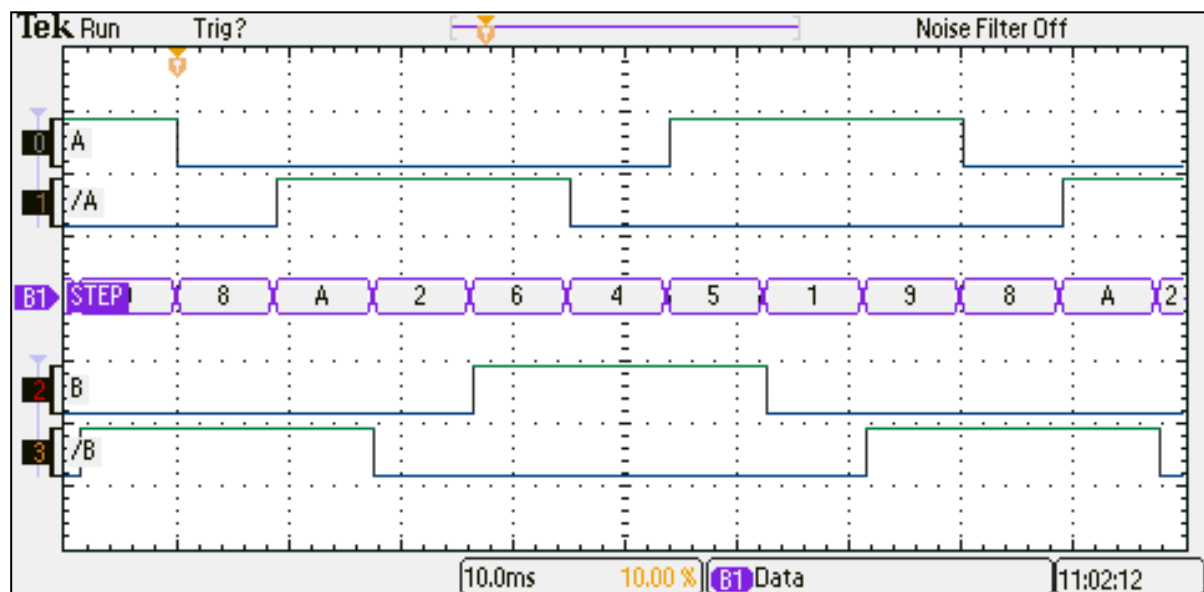 Tek Run Trig? Noise Filter Off
T T
0 A
1 /A
B1 STEP 8 A 2 6 4 5 1 9 8 A 2
2 B
3 /B
10.0ms 10.00 % B1 Data 11:02:12